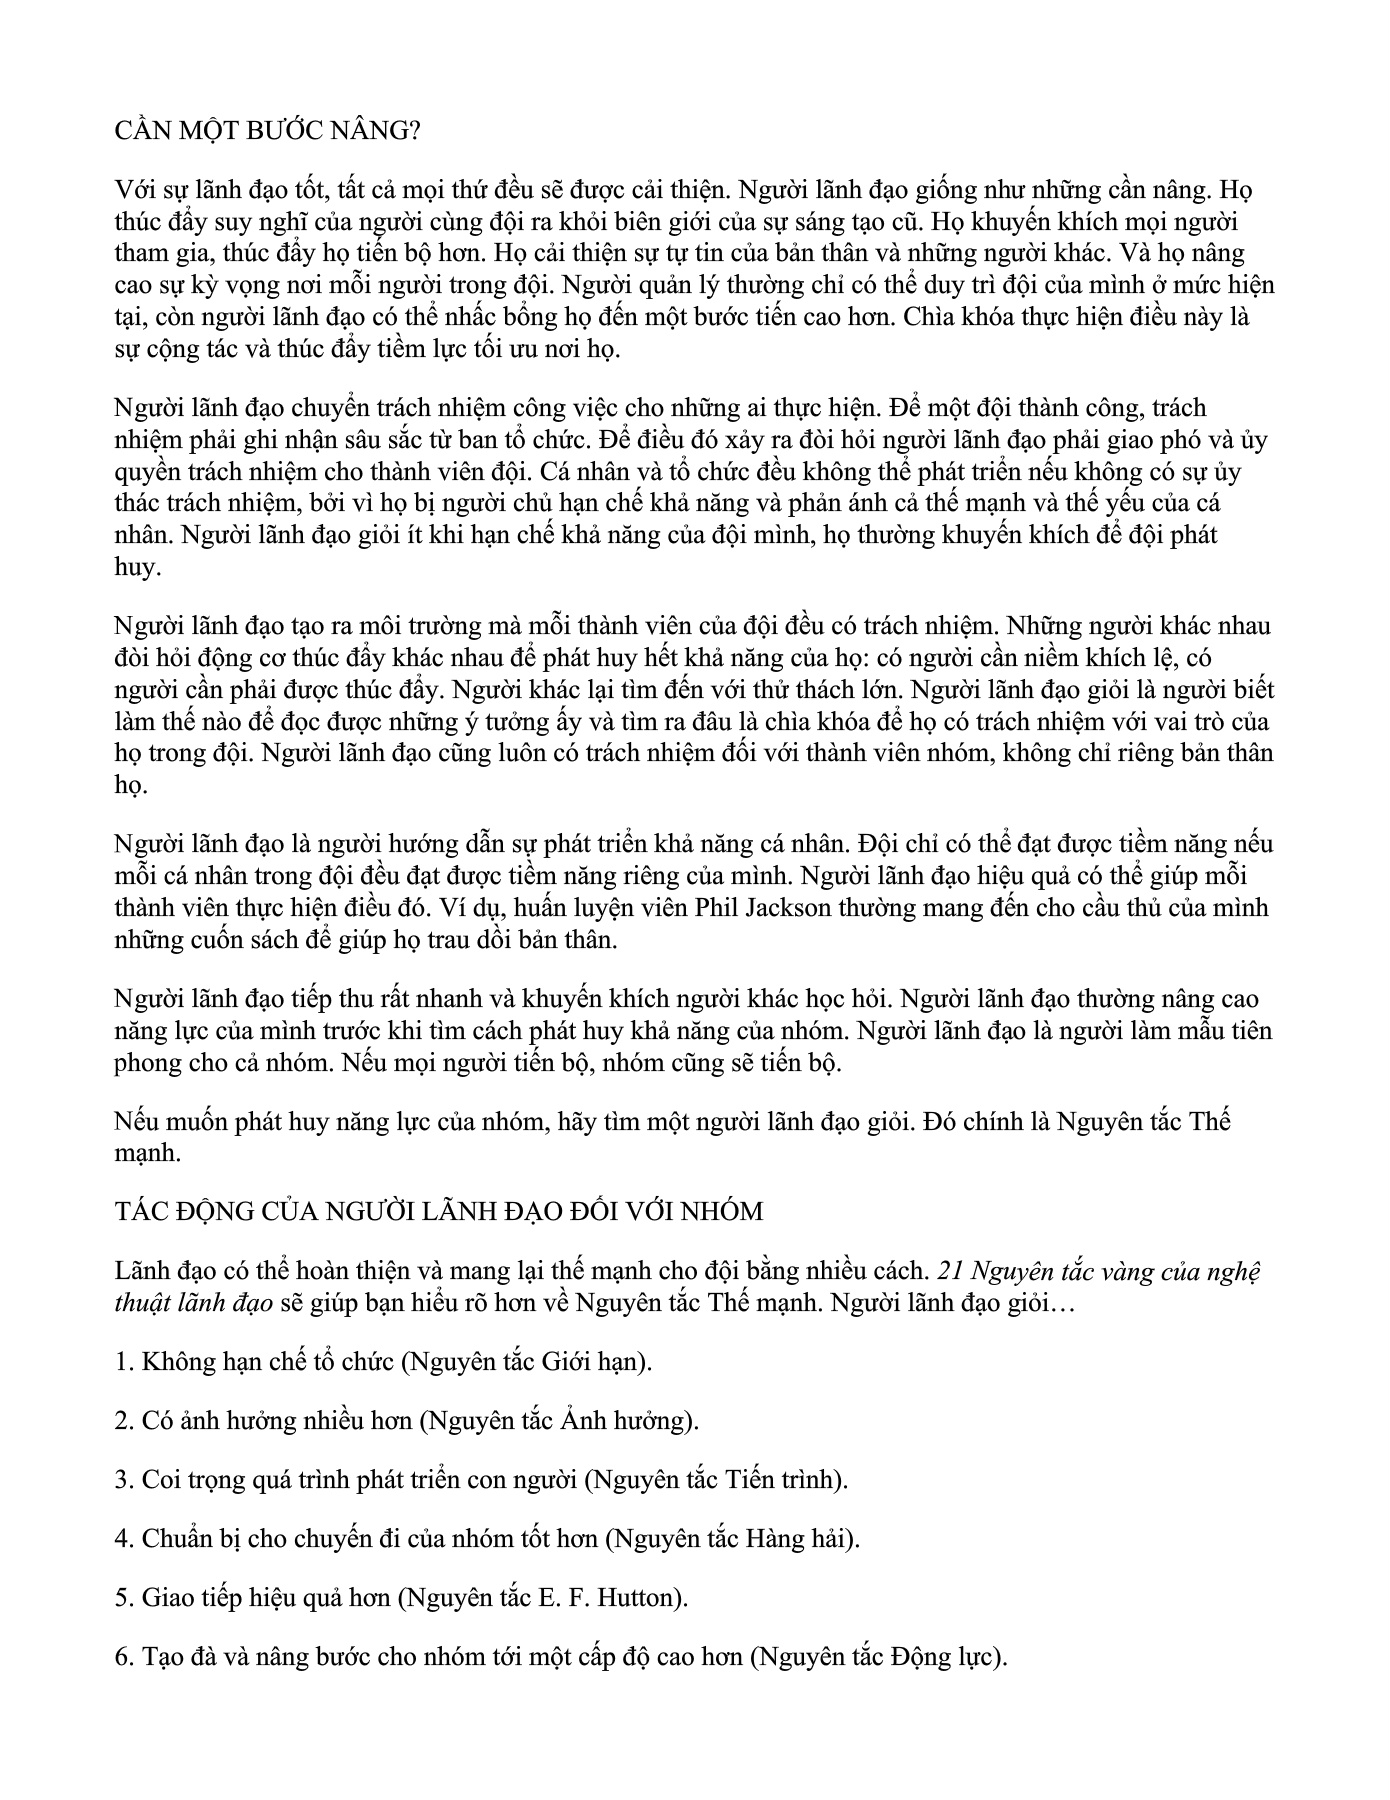 CẦN MỘT BƯỚC NÂNG?
Với sự lãnh đạo tốt, tất cả mọi thứ đều sẽ được cải thiện. Người lãnh đạo giống như những cần nâng. Họ
thúc đẩy suy nghĩ của người cùng đội ra khỏi biên giới của sự sáng tạo cũ. Họ khuyến khích mọi người
tham gia, thúc đẩy họ tiến bộ hơn. Họ cải thiện sự tự tin của bản thân và những người khác. Và họ nâng
cao sự kỳ vọng nơi mỗi người trong đội. Người quản lý thường chỉ có thể duy trì đội của mình ở mức hiện
tại, còn người lãnh đạo có thể nhấc bổng họ đến một bước tiến cao hơn. Chìa khóa thực hiện điều này là
sự cộng tác và thúc đẩy tiềm lực tối ưu nơi họ.
Người lãnh đạo chuyển trách nhiệm công việc cho những ai thực hiện. Để một đội thành công, trách
nhiệm phải ghi nhận sâu sắc từ ban tổ chức. Để điều đó xảy ra đòi hỏi người lãnh đạo phải giao phó và ủy
quyền trách nhiệm cho thành viên đội. Cá nhân và tổ chức đều không thể phát triển nếu không có sự ủy
thác trách nhiệm, bởi vì họ bị người chủ hạn chế khả năng và phản ánh cả thế mạnh và thế yếu của cá
nhân. Người lãnh đạo giỏi ít khi hạn chế khả năng của đội mình, họ thường khuyến khích để đội phát
huy.
Người lãnh đạo tạo ra môi trường mà mỗi thành viên của đội đều có trách nhiệm. Những người khác nhau
đòi hỏi động cơ thúc đẩy khác nhau để phát huy hết khả năng của họ: có người cần niềm khích lệ, có
người cần phải được thúc đẩy. Người khác lại tìm đến với thử thách lớn. Người lãnh đạo giỏi là người biết
làm thế nào để đọc được những ý tưởng ấy và tìm ra đâu là chìa khóa để họ có trách nhiệm với vai trò của
họ trong đội. Người lãnh đạo cũng luôn có trách nhiệm đối với thành viên nhóm, không chỉ riêng bản thân
họ.
Người lãnh đạo là người hướng dẫn sự phát triển khả năng cá nhân. Đội chỉ có thể đạt được tiềm năng nếu
mỗi cá nhân trong đội đều đạt được tiềm năng riêng của mình. Người lãnh đạo hiệu quả có thể giúp mỗi
thành viên thực hiện điều đó. Ví dụ, huấn luyện viên Phil Jackson thường mang đến cho cầu thủ của mình
những cuốn sách để giúp họ trau dồi bản thân.
Người lãnh đạo tiếp thu rất nhanh và khuyến khích người khác học hỏi. Người lãnh đạo thường nâng cao
năng lực của mình trước khi tìm cách phát huy khả năng của nhóm. Người lãnh đạo là người làm mẫu tiên
phong cho cả nhóm. Nếu mọi người tiến bộ, nhóm cũng sẽ tiến bộ.
Nếu muốn phát huy năng lực của nhóm, hãy tìm một người lãnh đạo giỏi. Đó chính là Nguyên tắc Thế
mạnh.
TÁC ĐỘNG CỦA NGƯỜI LÃNH ĐẠO ĐỐI VỚI NHÓM
Lãnh đạo có thể hoàn thiện và mang lại thế mạnh cho đội bằng nhiều cách. 21 Nguyên tắc vàng của nghệ
thuật lãnh đạo sẽ giúp bạn hiểu rõ hơn về Nguyên tắc Thế mạnh. Người lãnh đạo giỏi…
1. Không hạn chế tổ chức (Nguyên tắc Giới hạn).
2. Có ảnh hưởng nhiều hơn (Nguyên tắc Ảnh hưởng).
3. Coi trọng quá trình phát triển con người (Nguyên tắc Tiến trình).
4. Chuẩn bị cho chuyến đi của nhóm tốt hơn (Nguyên tắc Hàng hải).
5. Giao tiếp hiệu quả hơn (Nguyên tắc E. F. Hutton).
6. Tạo đà và nâng bước cho nhóm tới một cấp độ cao hơn (Nguyên tắc Động lực).